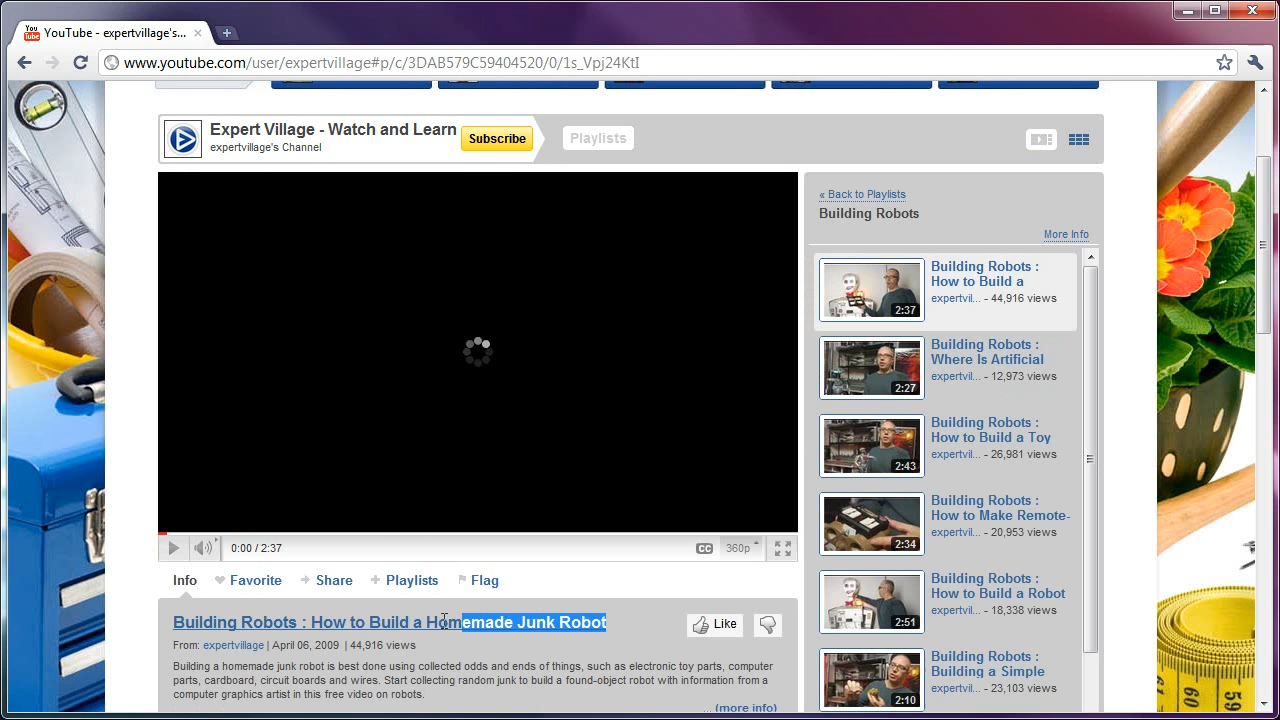 YouTube - expertvillage's...
www.youtube.com/user/expertvillage#p/c/3DAB579C59404520/0/1s_Vpj24KtI
Expert Village - Watch and Learn
expertvillage's Channel
Subscribe
Playlists
« Back to Playlists
Building Robots
More Info
Building Robots :
How to Build a
expertvil... - 44,916 views
2:37
Building Robots :
Where Is Artificial
expertvil... - 12,973 views
2:27
Building Robots :
How to Build a Toy
expertvil... - 26,981 views
2:43
Building Robots :
How to Make Remote-
expertvil... - 20,953 views
2:34
Building Robots :
How to Build a Robot
expertvil... - 18,338 views
2:51
Building Robots :
Building a Simple
expertvil... - 23,103 views
2:10
0:00 / 2:37
CC
360p
Info
Favorite
Share
Playlists
Flag
Building Robots : How to Build a Homemade Junk Robot
Like
From: expertvillage | April 06, 2009 | 44,916 views
Building a homemade junk robot is best done using collected odds and ends of things, such as electronic toy parts, computer
parts, cardboard, circuit boards and wires. Start collecting random junk to build a found-object robot with information from a
computer graphics artist in this free video on robots.
... (more info)
You
Tube
60
59